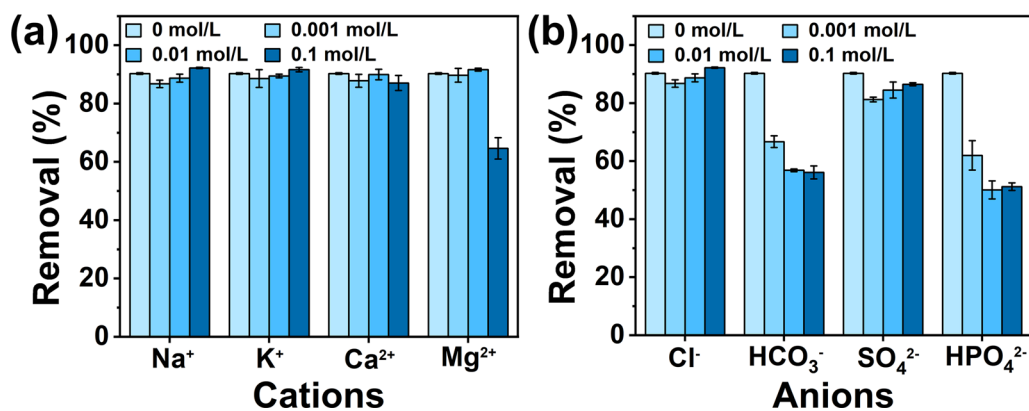 (a)
0 mol/L 0.001 mol/L
0.01 mol/L 0.1 mol/L
100
80
60
40
20
0
Removal (%)
Na⁺ K⁺ Ca²⁺ Mg²⁺
Cations
(b)
0 mol/L 0.001 mol/L
0.01 mol/L 0.1 mol/L
100
80
60
40
20
0
Removal (%)
Cl⁻ HCO₃⁻ SO₄²⁻ HPO₄²⁻
Anions